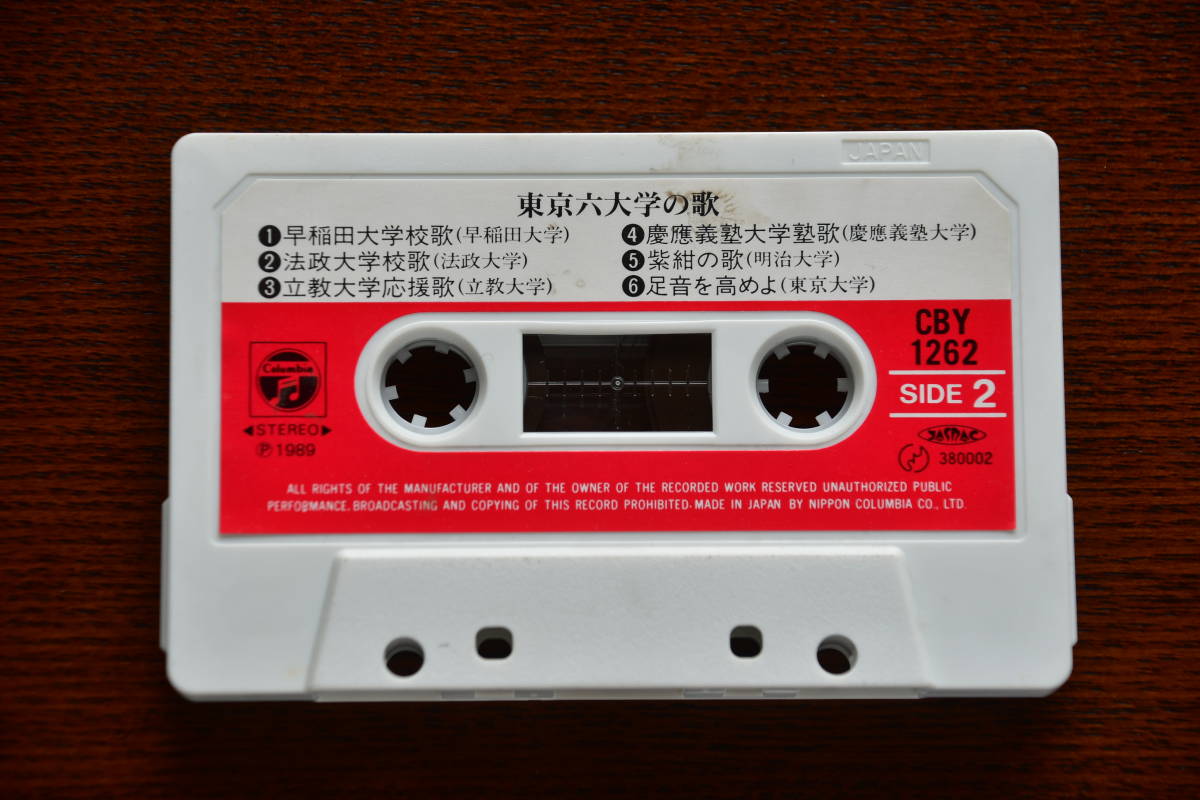 JAPAN
東京六大学の歌
❶早稲田大学校歌(早稲田大学)
❷法政大学校歌(法政大学)
❸立教大学応援歌(立教大学)
❹慶應義塾大学塾歌(慶應義塾大学)
❺紫紺の歌(明治大学)
❻足音を高めよ(東京大学)
Columbia
◀STEREO▶
Ⓟ1989
CBY
1262
SIDE 2
JASRAC
380002
ALL RIGHTS OF THE MANUFACTURER AND OF THE OWNER OF THE RECORDED WORK RESERVED UNAUTHORIZED PUBLIC
PERFORMANCE. BROADCASTING AND COPYING OF THIS RECORD PROHIBITED· MADE IN JAPAN BY NIPPON COLUMBIA CO., LTD.